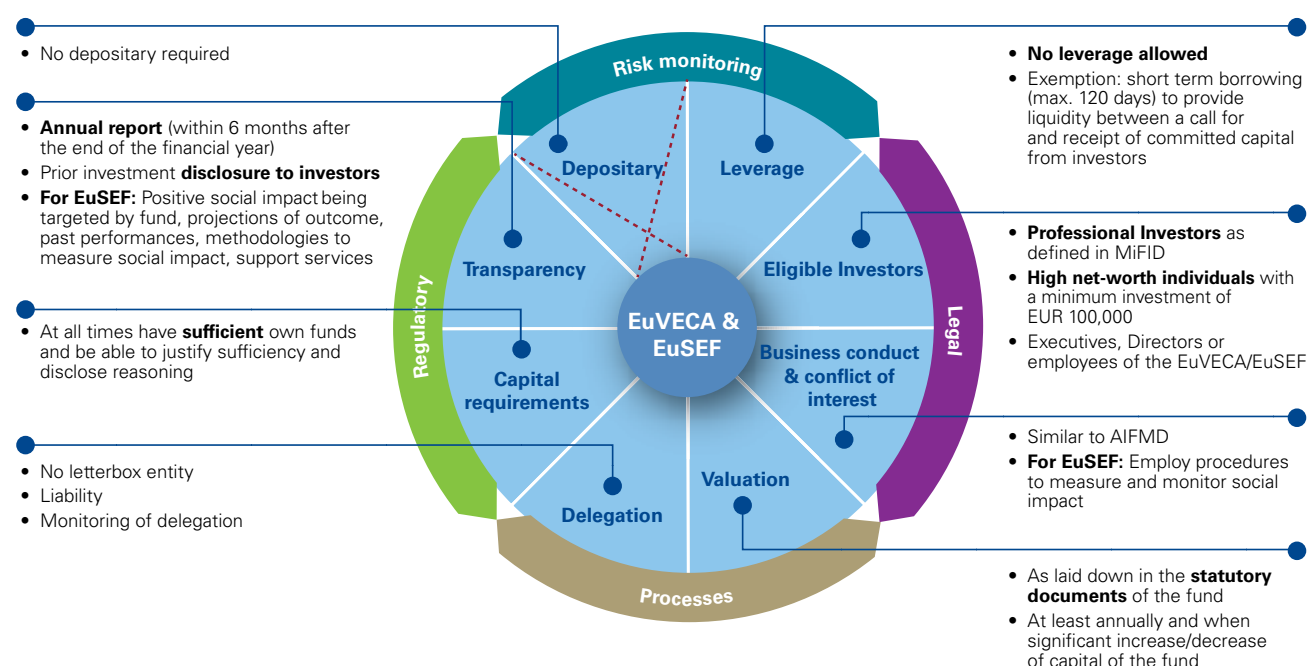 • No depositary required
• Annual report (within 6 months after
the end of the financial year)
• Prior investment disclosure to investors
• For EuSEF: Positive social impact being
targeted by fund, projections of outcome,
past performances, methodologies to
measure social impact, support services
• At all times have sufficient own funds
and be able to justify sufficiency and
disclose reasoning
• No letterbox entity
• Liability
• Monitoring of delegation
Risk monitoring
Regulatory
Legal
Processes
Depositary
Leverage
Transparency
Eligible Investors
EuVECA &
EuSEF
Capital
requirements
Business conduct
& conflict of
interest
Delegation
Valuation
• No leverage allowed
• Exemption: short term borrowing
(max. 120 days) to provide
liquidity between a call for
and receipt of committed capital
from investors
• Professional Investors as
defined in MiFID
• High net-worth individuals with
a minimum investment of
EUR 100,000
• Executives, Directors or
employees of the EuVECA/EuSEF
• Similar to AIFMD
• For EuSEF: Employ procedures
to measure and monitor social
impact
• As laid down in the statutory
documents of the fund
• At least annually and when
significant increase/decrease
of capital of the fund